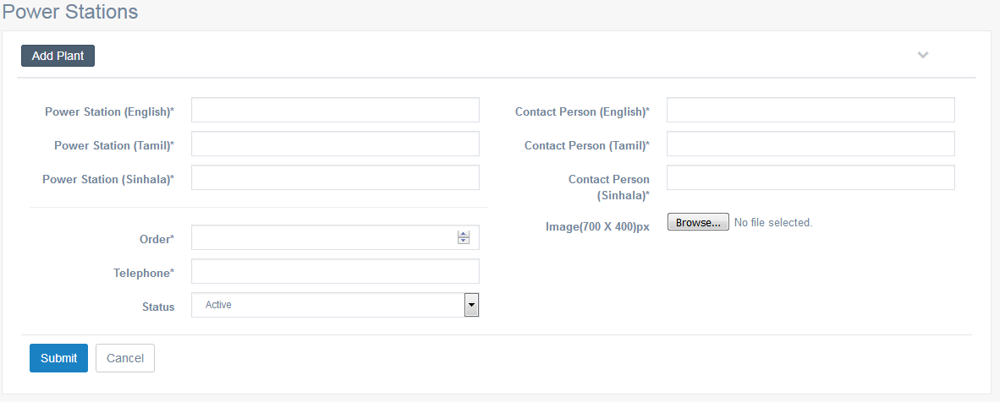 Power Stations
Add Plant
Power Station (English)*
Power Station (Tamil)*
Power Station (Sinhala)*
Order*
Telephone*
Status
Active
Contact Person (English)*
Contact Person (Tamil)*
Contact Person
(Sinhala)*
Image(700 X 400)px
Browse... No file selected.
Submit
Cancel